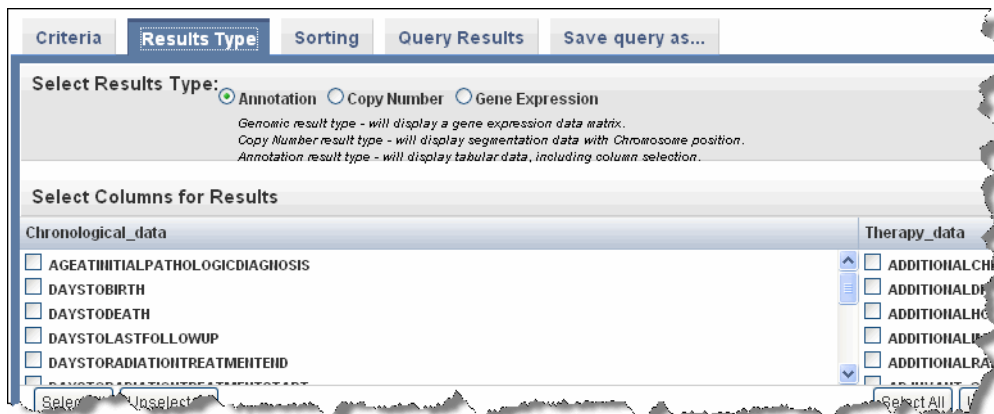 Criteria Results Type Sorting Query Results Save query as...
Select Results Type: Annotation Copy Number Gene Expression
Genomic result type - will display a gene expression data matrix.
Copy Number result type - will display segmentation data with Chromosome position.
Annotation result type - will display tabular data, including column selection.
Select Columns for Results
Chronological_data Therapy_data
AGEATINITIALPATHOLOGICDIAGNOSIS
DAYSTOBIRTH
DAYSTODEATH
DAYSTOLASTFOLLOWUP
DAYSTORADIATIONTREATMENTEND
DAYSTORADIATIONTREATMENTSTART
Select All